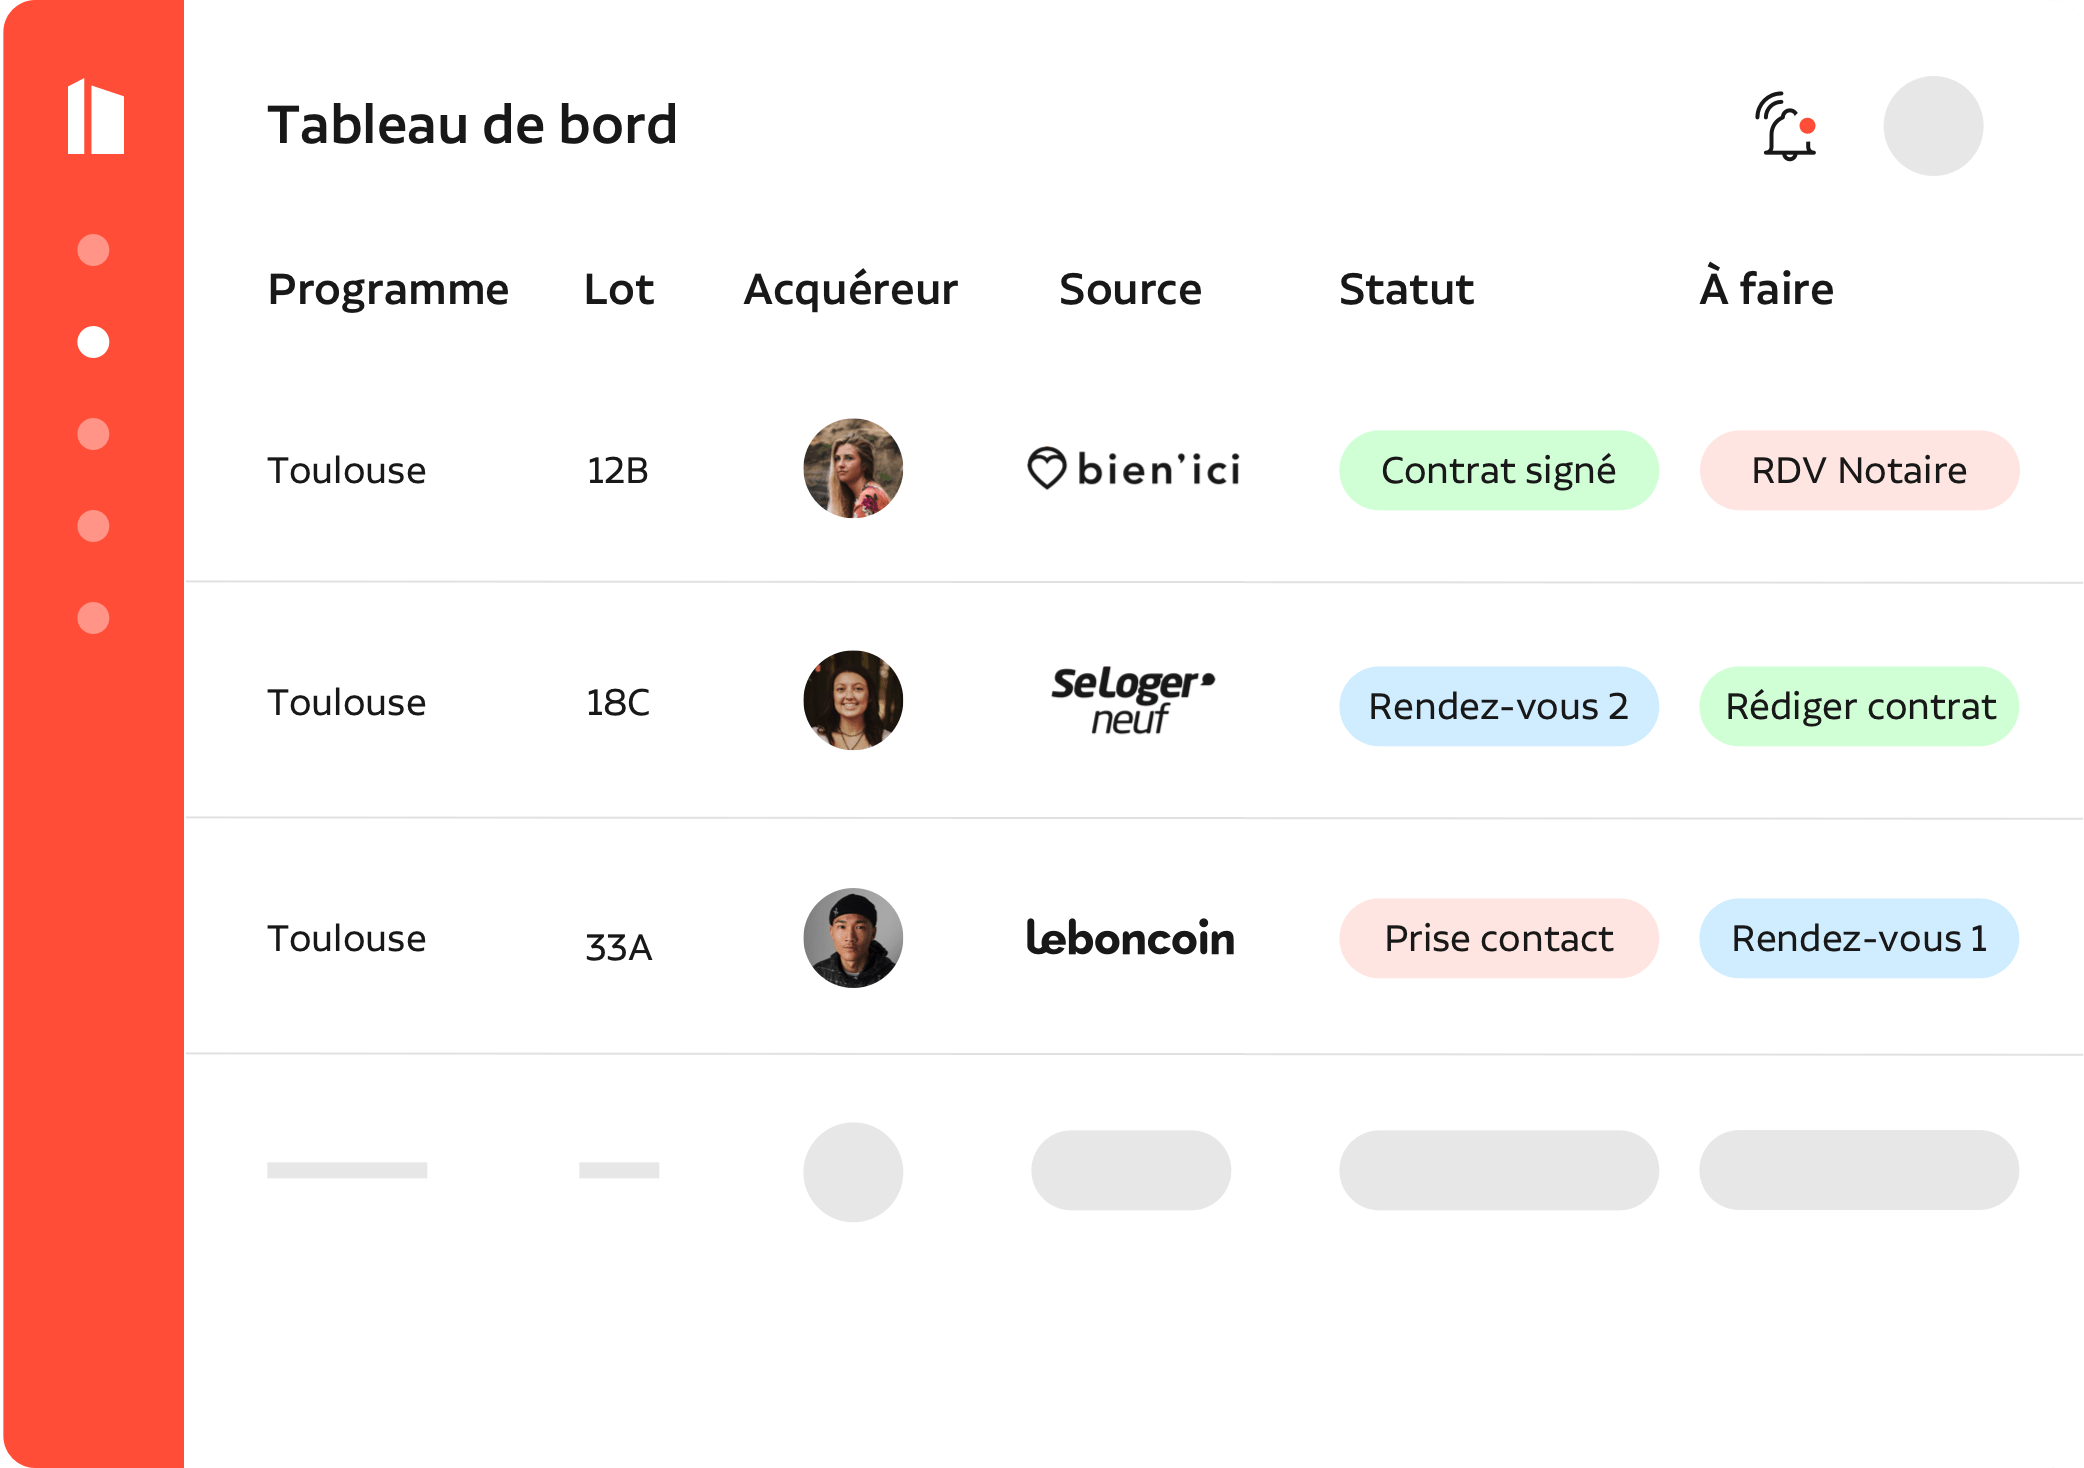 Tableau de bord
Programme Lot Acquéreur Source Statut À faire
Toulouse 12B bien'ici Contrat signé RDV Notaire
Toulouse 18C SeLoger neuf Rendez-vous 2 Rédiger contrat
Toulouse 33A leboncoin Prise contact Rendez-vous 1